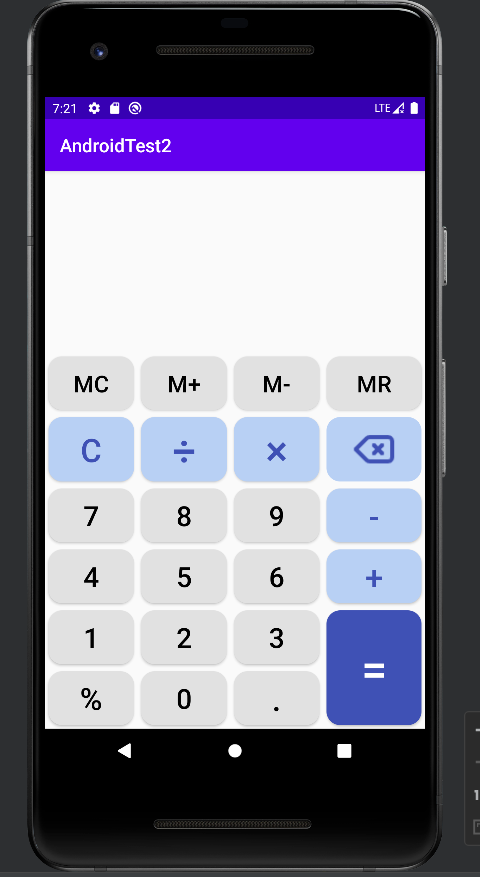 7:21 LTE
AndroidTest2
MC M+ M- MR
C ÷ ×
7 8 9 -
4 5 6 +
1 2 3 =
% 0 .